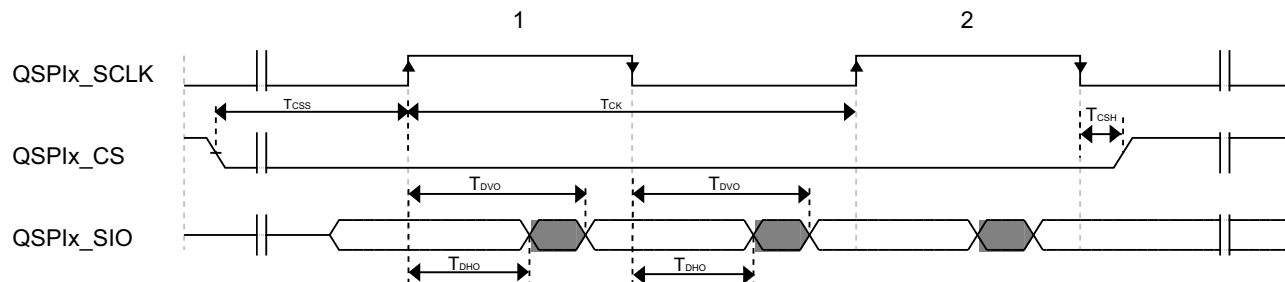 1 2
QSPIx_SCLK
TCSS TCK TCSH
QSPIx_CS
TDVO TDVO
QSPIx_SIO
TDHO TDHO